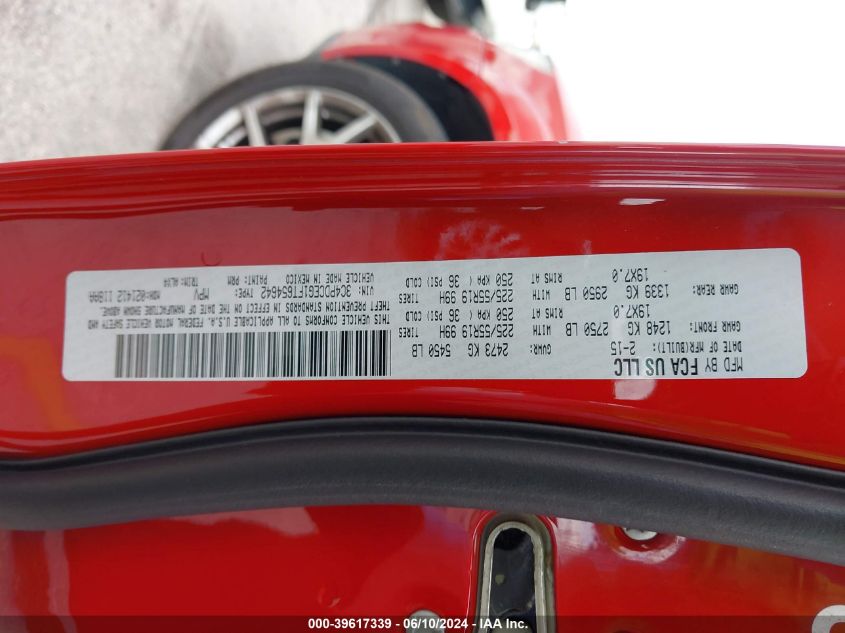 MFD BY FCA US LLC
DATE OF MFR(BUILT): 2-15
GVWR: 2473 KG 5450 LB
GAWR FRONT: 1248 KG 2750 LB WITH 225/55R19 99H TIRES
19X7.0 RIMS AT 250 KPA ( 36 PSI) COLD
GAWR REAR: 1339 KG 2950 LB WITH 225/55R19 99H TIRES
19X7.0 RIMS AT 250 KPA ( 36 PSI) COLD
THIS VEHICLE CONFORMS TO ALL APPLICABLE U.S.A. FEDERAL MOTOR VEHICLE SAFETY AND
THEFT PREVENTION STANDARDS IN EFFECT ON THE DATE OF MANUFACTURE SHOWN ABOVE.
VIN: 3C4PDCEG1FT654642 TYPE: MPV
VEHICLE MADE IN MEXICO PAINT: PRM TRIM: ALX9
MDH: 021412 118AA
000-39617339 - 06/10/2024 - IAA Inc.